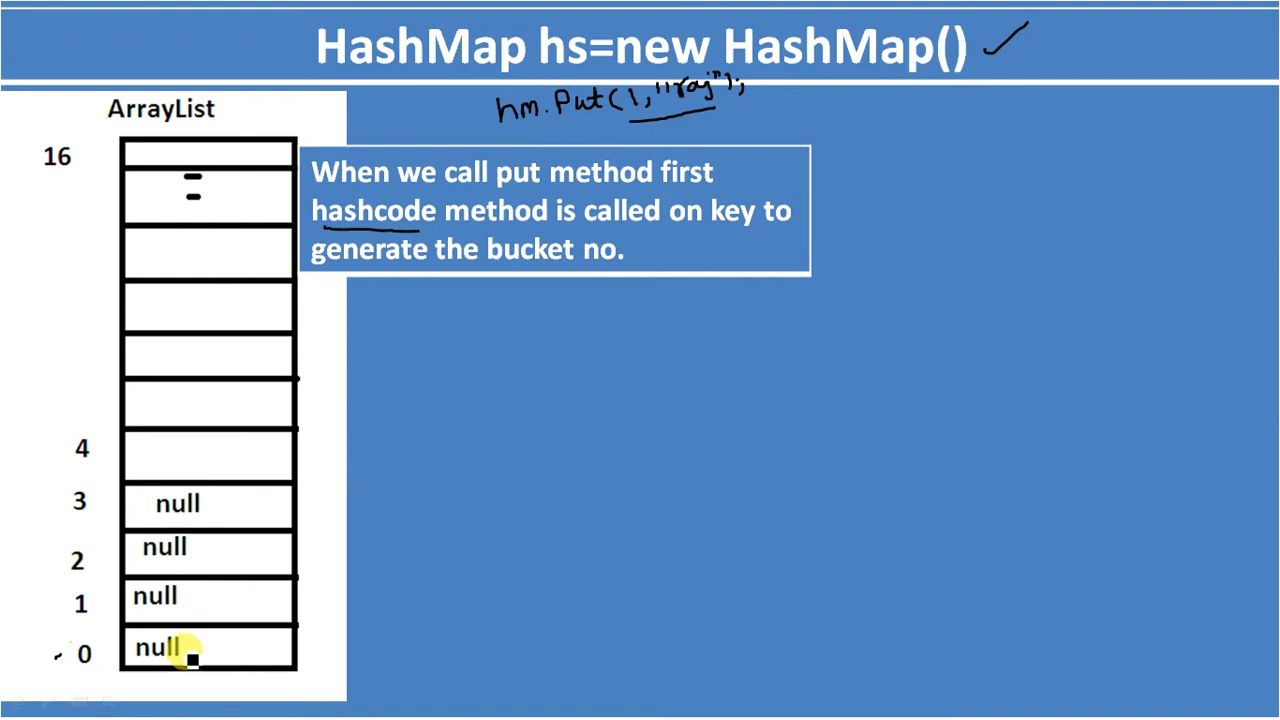 HashMap hs=new HashMap()
hm.Put(1,"raj");
ArrayList
16
When we call put method first
hashcode method is called on key to
generate the bucket no.
4
3 null
2 null
1 null
0 null